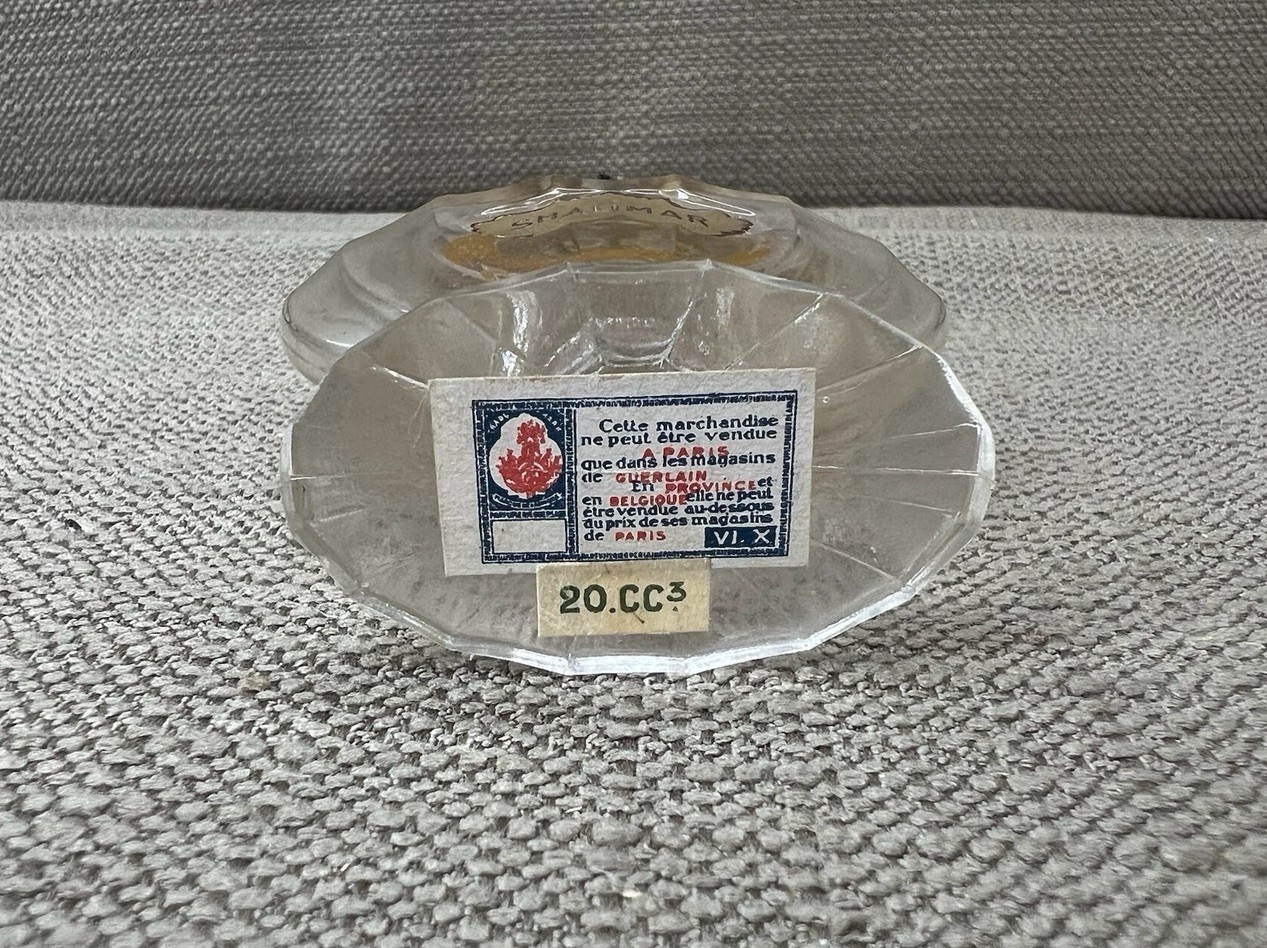 SHALIMAR
Cette marchandise
ne peut être vendue
A PARIS
que dans les magasins
de GUERLAIN
En PROVINCE et
en BELGIQUE elle ne peut
être vendue au-dessous
du prix de ses magasins
de PARIS
VI. X
20.CC³